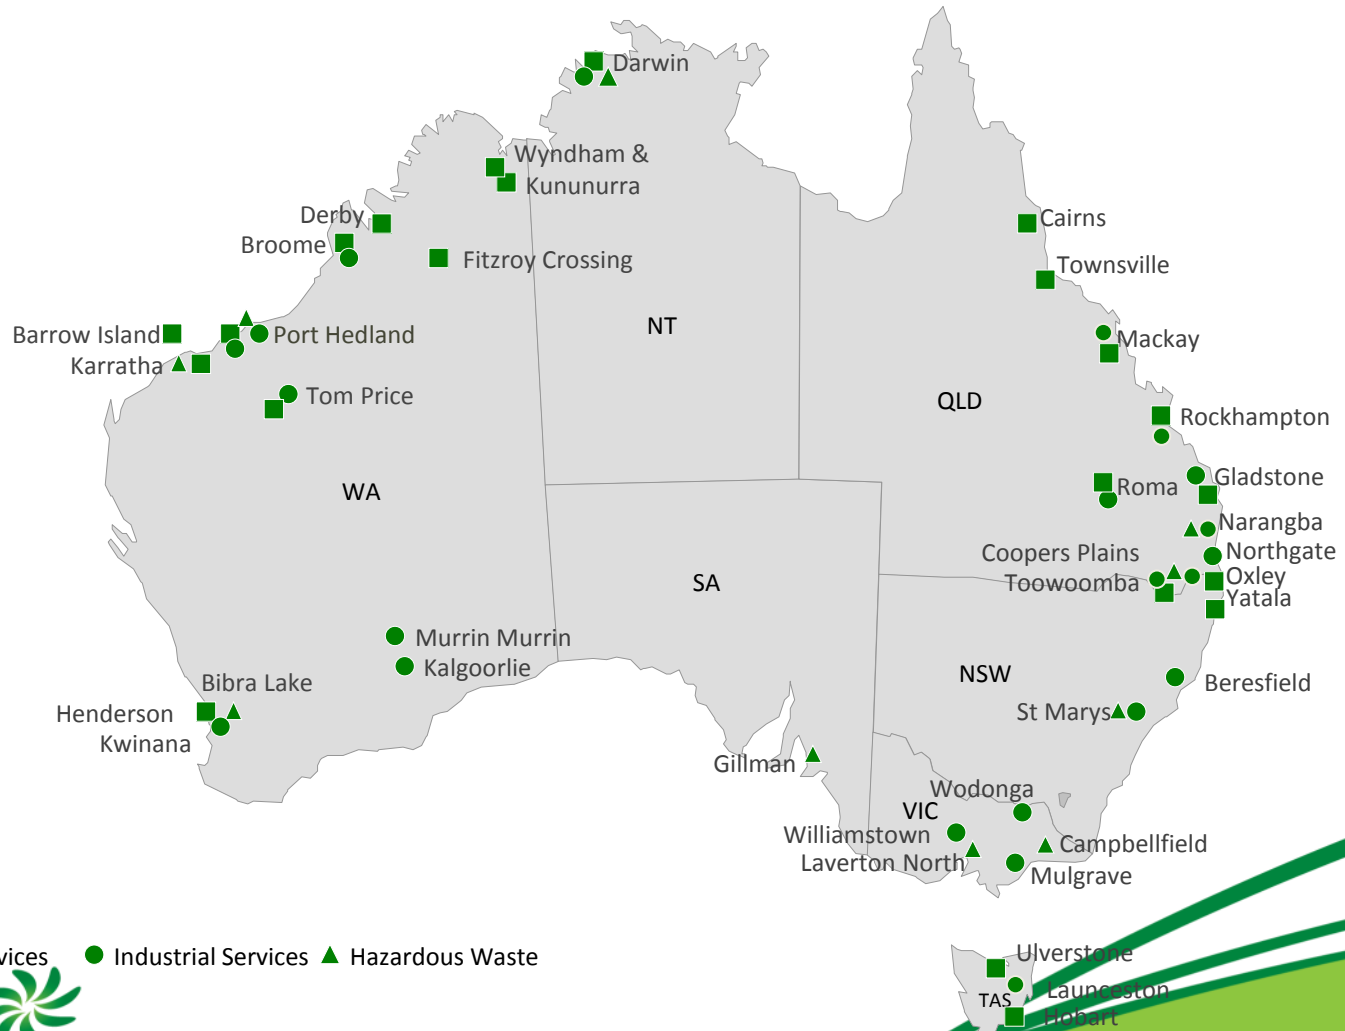 Darwin
Wyndham &
Kununurra
Derby
Broome
Fitzroy Crossing
Cairns
Townsville
NT
Barrow Island
Port Hedland
Mackay
Karratha
Tom Price
QLD
Rockhampton
WA
Roma
Gladstone
Narangba
Coopers Plains
Northgate
SA
Toowoomba
Oxley
Yatala
Murrin Murrin
Kalgoorlie
NSW
Bibra Lake
Beresfield
Henderson
St Marys
Kwinana
Gillman
Wodonga
VIC
Williamstown
Campbellfield
Laverton North
Mulgrave
vices Industrial Services Hazardous Waste
Ulverstone
Launceston
TAS
Hobart